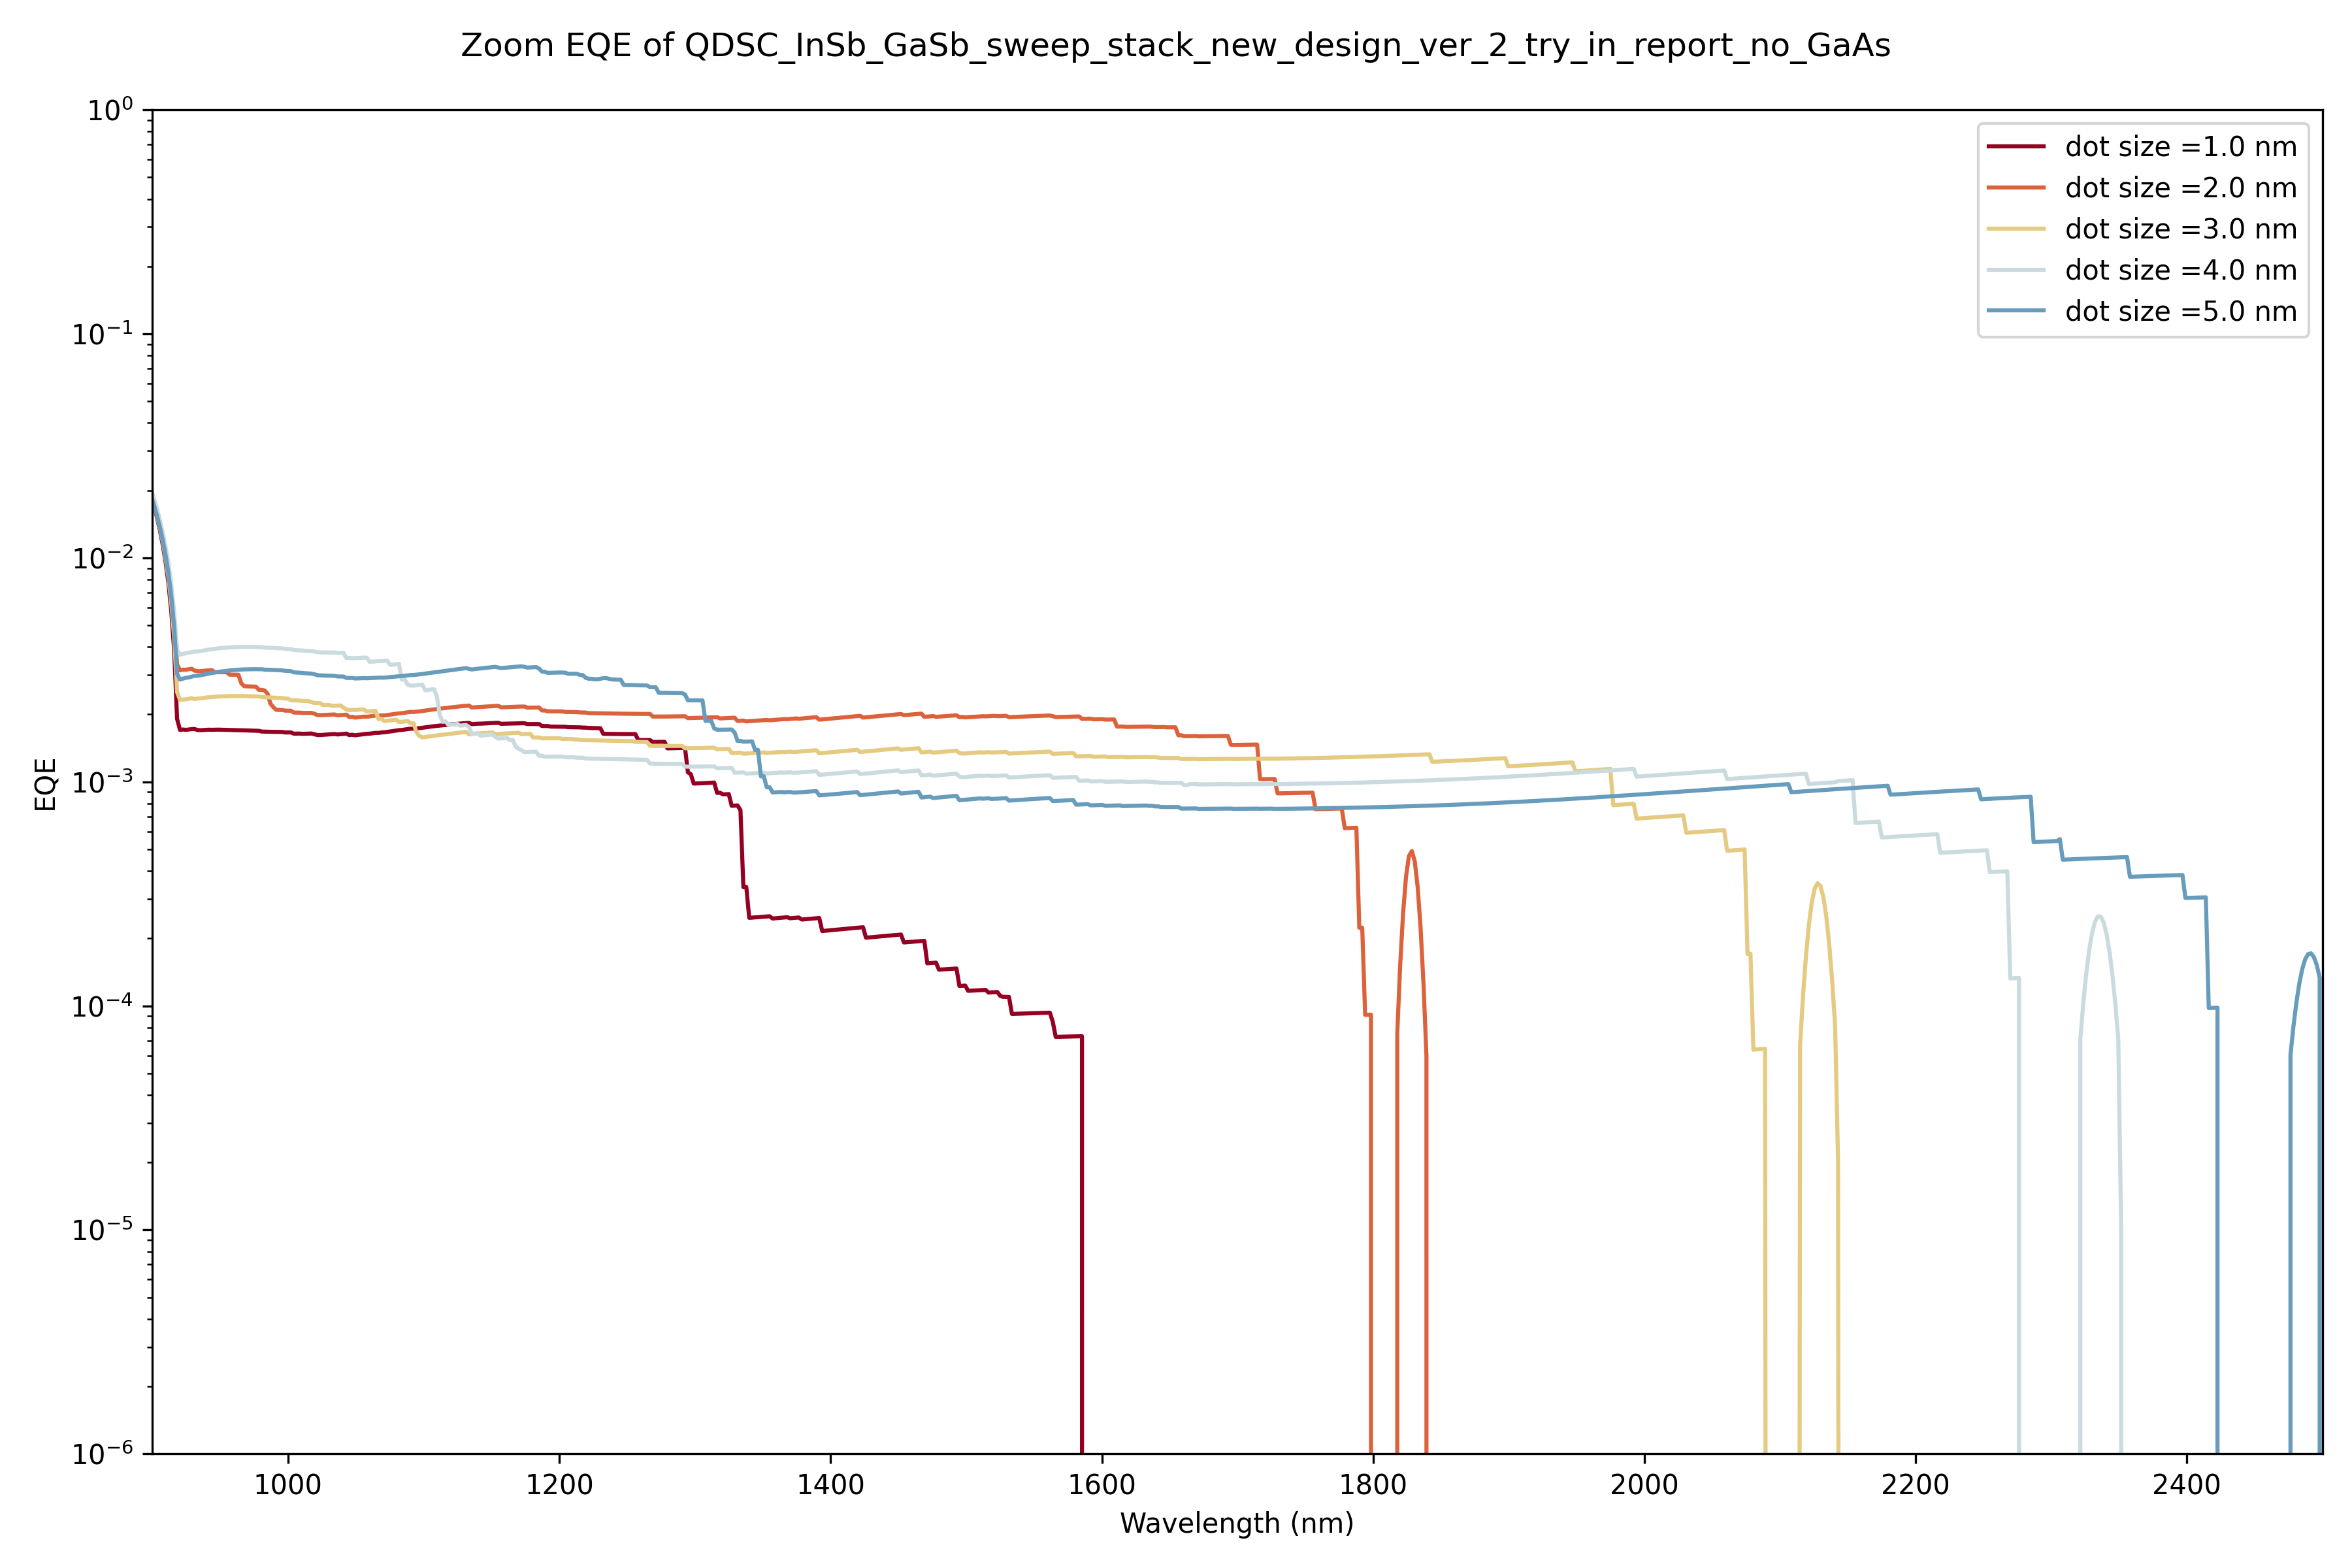 Zoom EQE of QDSC_InSb_GaSb_sweep_stack_new_design_ver_2_try_in_report_no_GaAs
10⁰
10⁻¹
10⁻²
10⁻³
10⁻⁴
10⁻⁵
10⁻⁶
EQE
dot size =1.0 nm
dot size =2.0 nm
dot size =3.0 nm
dot size =4.0 nm
dot size =5.0 nm
1000 1200 1400 1600 1800 2000 2200 2400
Wavelength (nm)